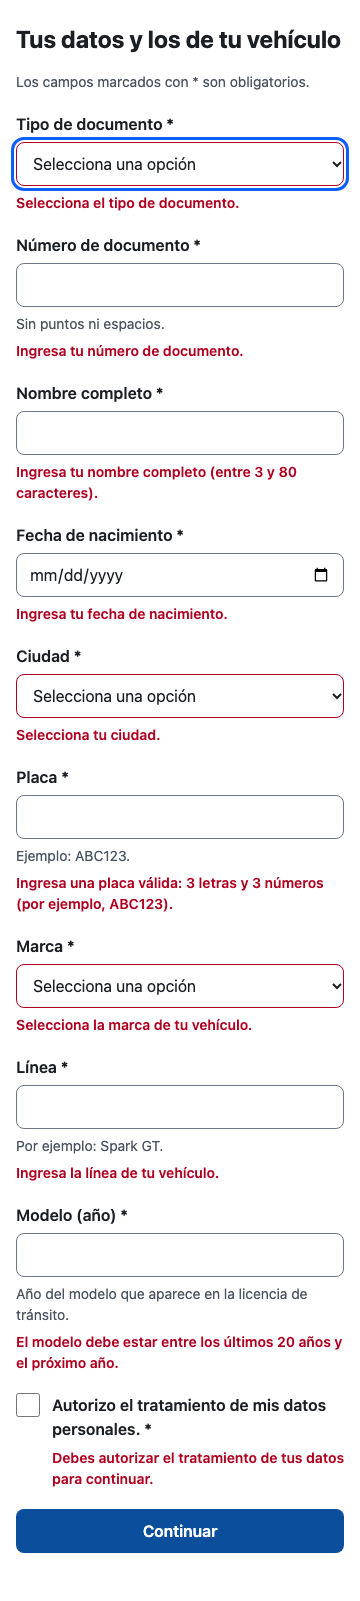 Tus datos y los de tu vehículo
Los campos marcados con * son obligatorios.
Tipo de documento *
Selecciona una opción
Selecciona el tipo de documento.
Número de documento *
Sin puntos ni espacios.
Ingresa tu número de documento.
Nombre completo *
Ingresa tu nombre completo (entre 3 y 80
caracteres).
Fecha de nacimiento *
mm/dd/yyyy
Ingresa tu fecha de nacimiento.
Ciudad *
Selecciona una opción
Selecciona tu ciudad.
Placa *
Ejemplo: ABC123.
Ingresa una placa válida: 3 letras y 3 números
(por ejemplo, ABC123).
Marca *
Selecciona una opción
Selecciona la marca de tu vehículo.
Línea *
Por ejemplo: Spark GT.
Ingresa la línea de tu vehículo.
Modelo (año) *
Año del modelo que aparece en la licencia de
tránsito.
El modelo debe estar entre los últimos 20 años y
el próximo año.
Autorizo el tratamiento de mis datos
personales. *
Debes autorizar el tratamiento de tus datos
para continuar.
Continuar